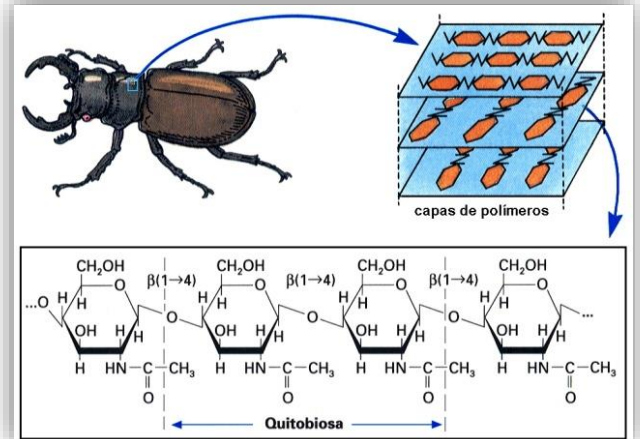 capas de polímeros
CH₂OH β(1→4) CH₂OH β(1→4) CH₂OH β(1→4) CH₂OH
O O O O
...O H H H H H H H H ...
OH H O OH H O OH H O OH H
H HN—C—CH₃ H HN—C—CH₃ H HN—C—CH₃ H HN—C—CH₃
O O O O
Quitobiosa